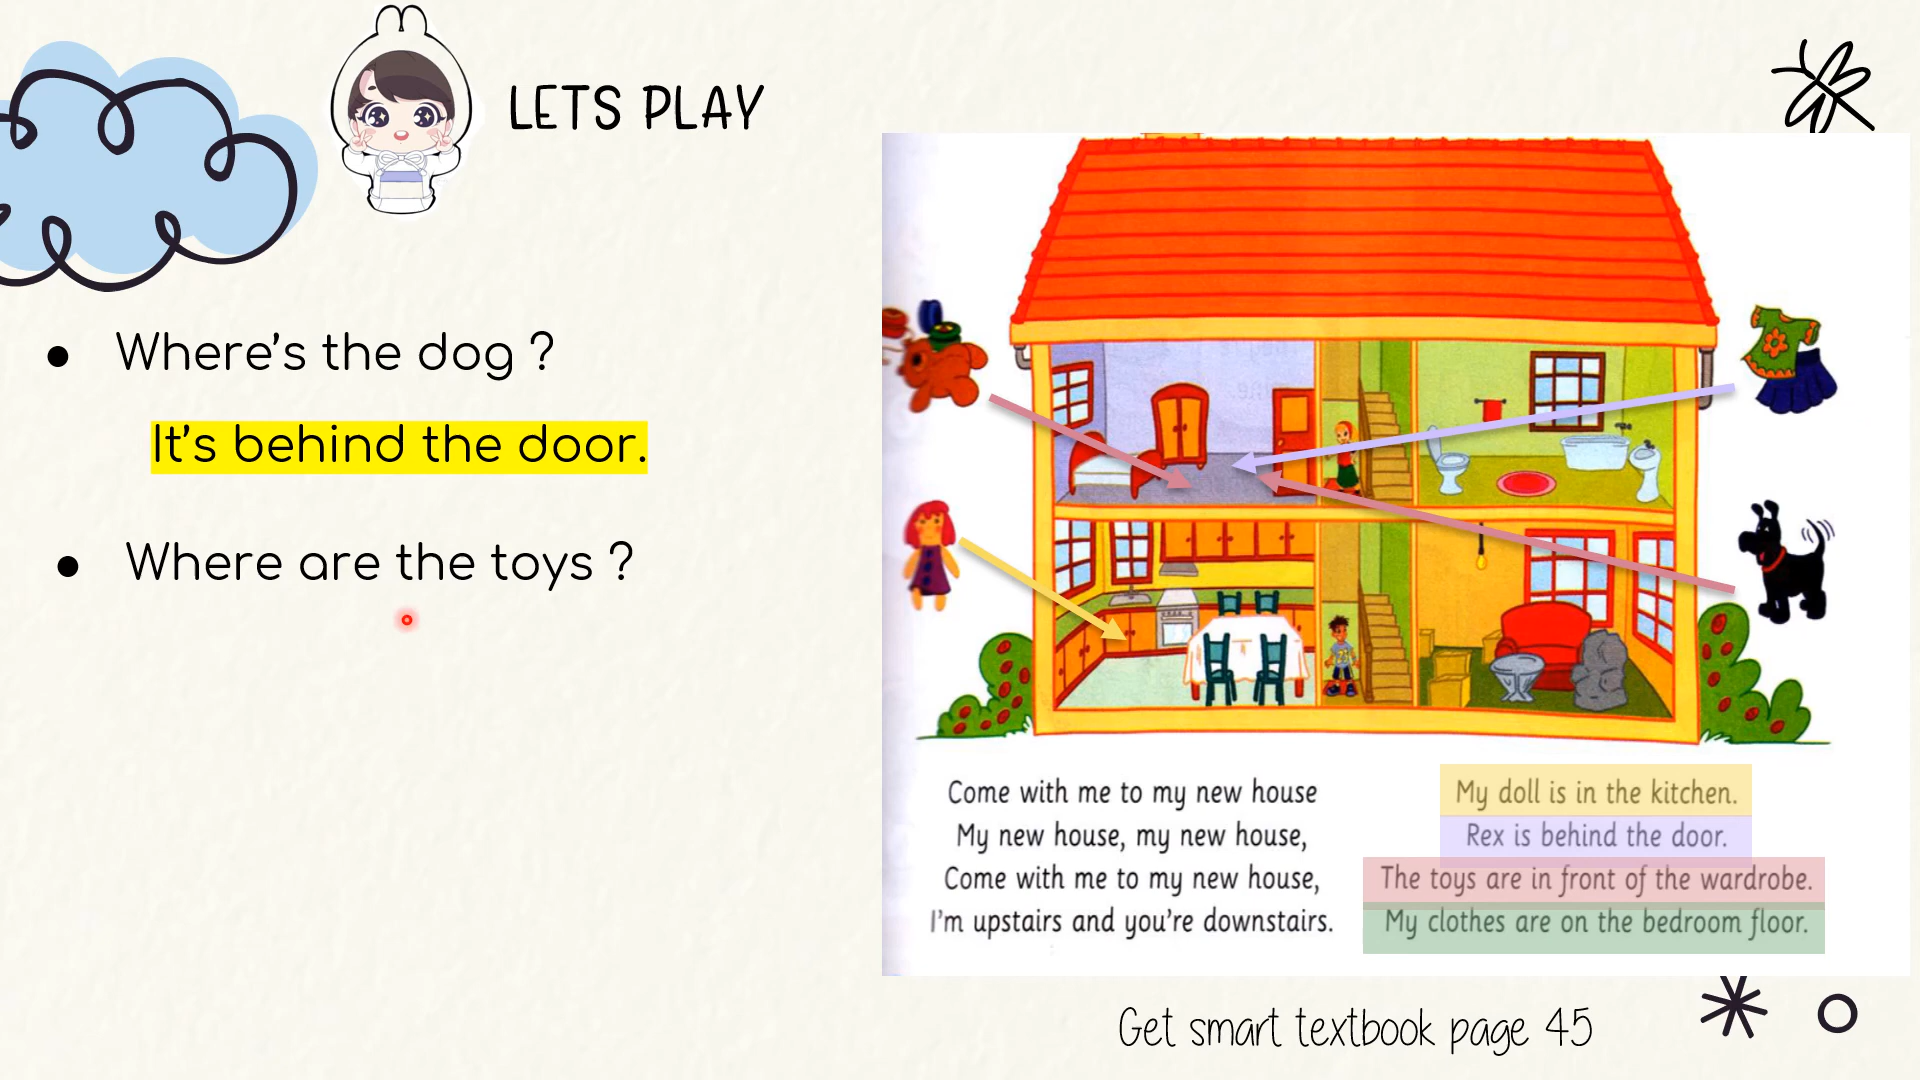 LETS PLAY
Where's the dog ?
It's behind the door.
Where are the toys ?
Come with me to my new house
My new house, my new house,
Come with me to my new house,
I'm upstairs and you're downstairs.
My doll is in the kitchen.
Rex is behind the door.
The toys are in front of the wardrobe.
My clothes are on the bedroom floor.
Get smart textbook page 45